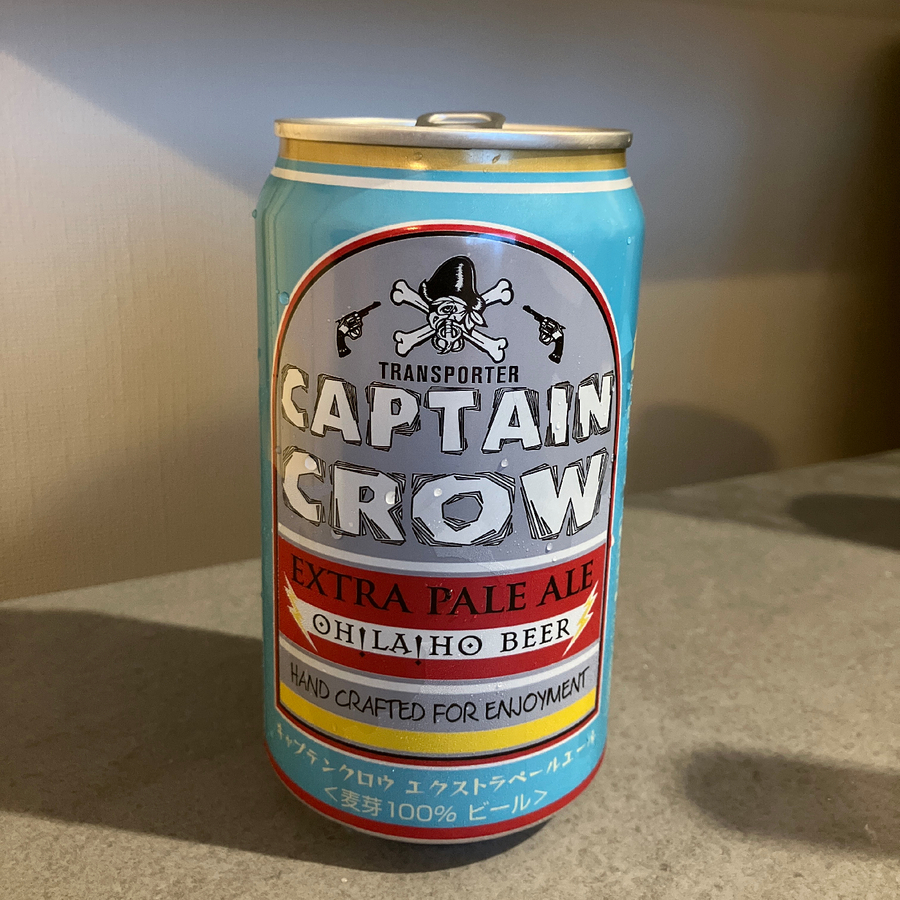 TRANSPORTER
CAPTAIN
CROW
EXTRA PALE ALE
OH!LA!HO BEER
HAND CRAFTED FOR ENJOYMENT
キャプテンクロウ エクストラペールエール
<麦芽100% ビール>